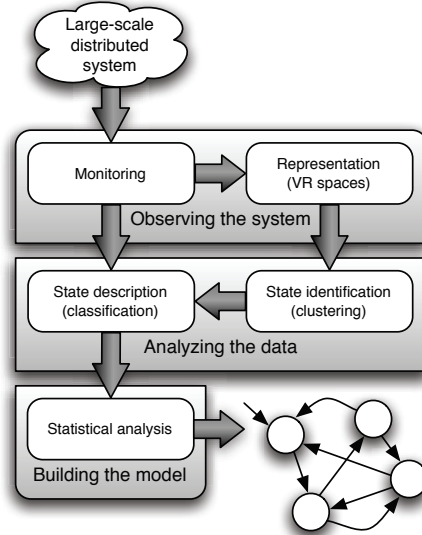 Large-scale
distributed
system
Monitoring
Representation
(VR spaces)
Observing the system
State description
(classification)
State identification
(clustering)
Analyzing the data
Statistical analysis
Building the model